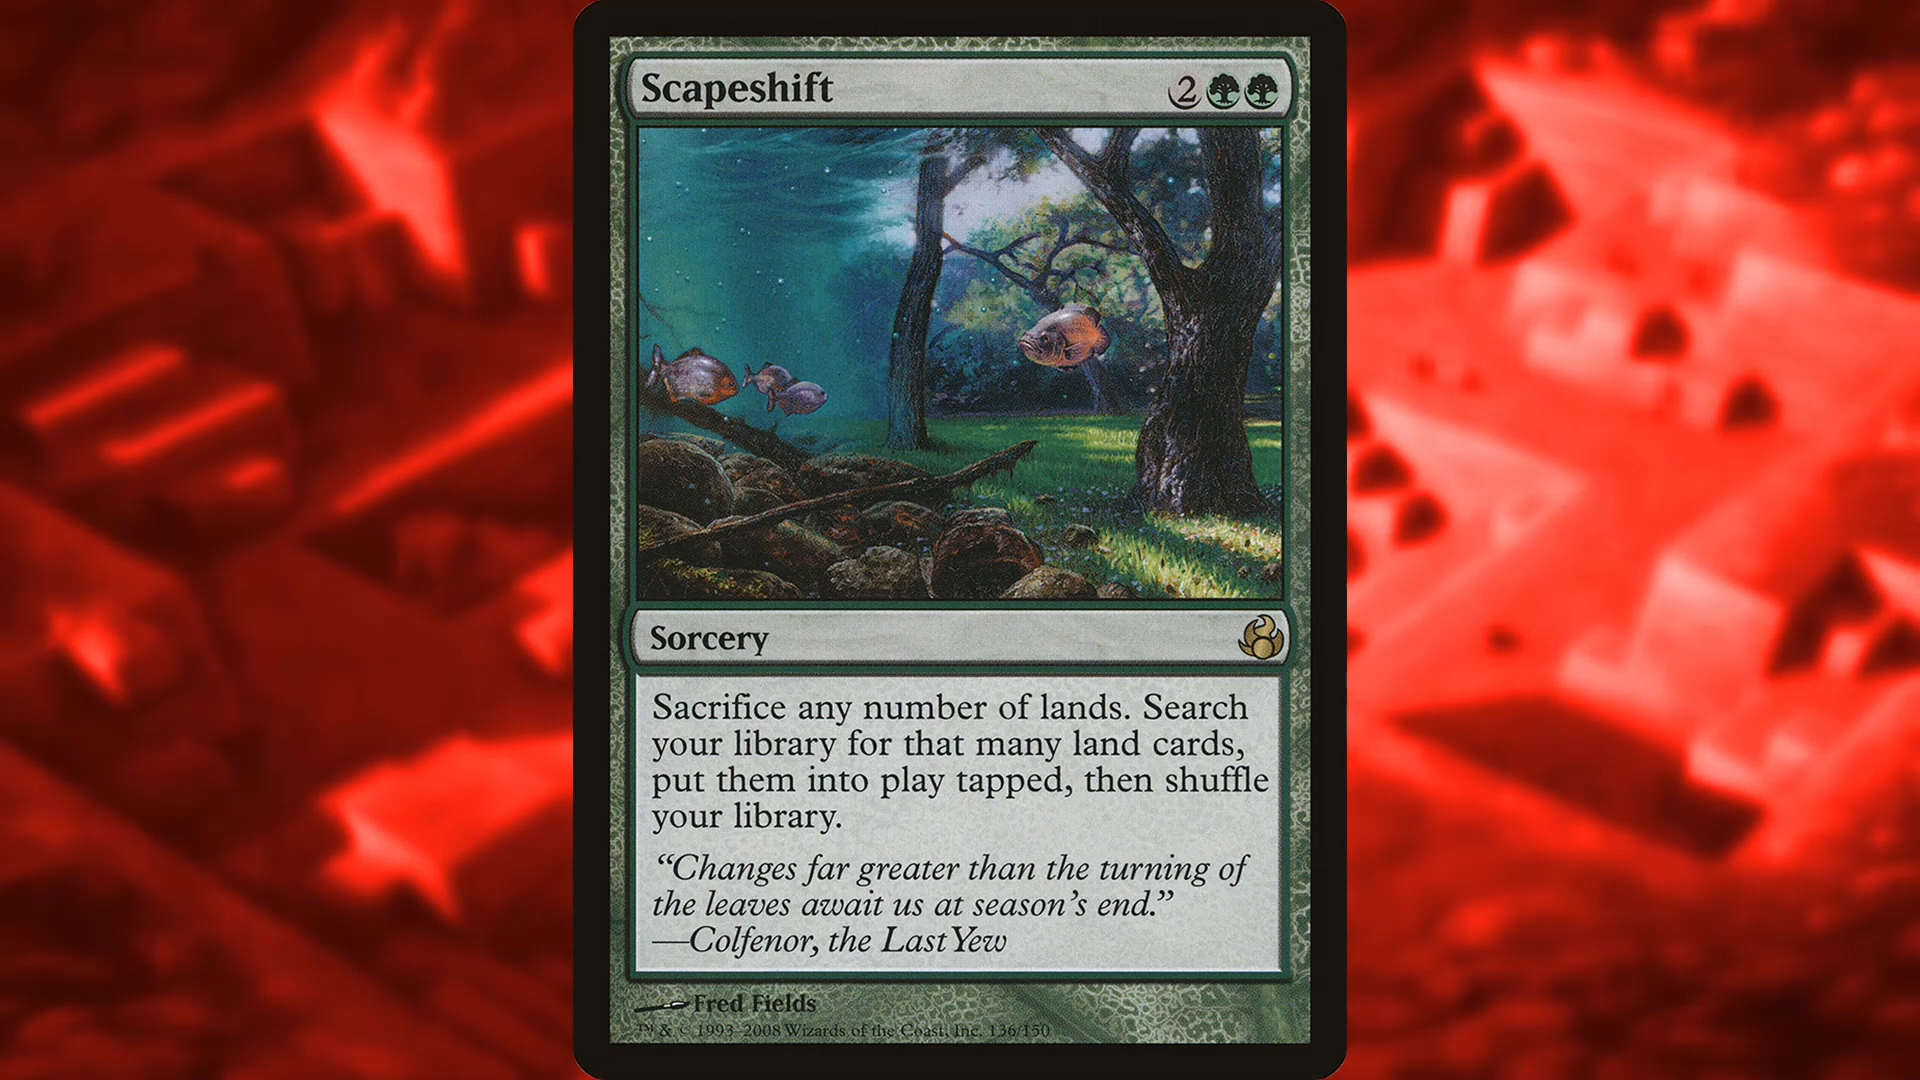 Scapeshift 2
Sorcery
Sacrifice any number of lands. Search
your library for that many land cards,
put them into play tapped, then shuffle
your library.
“Changes far greater than the turning of
the leaves await us at season’s end.”
—Colfenor, the Last Yew
Fred Fields
™ & © 1993–2008 Wizards of the Coast, Inc. 136/150